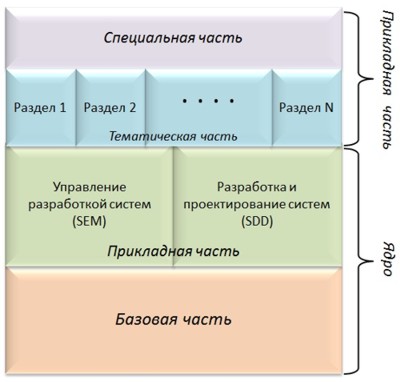 Специальная часть
Раздел 1
Раздел 2
. . . .
Раздел N
Тематическая часть
Управление
разработкой систем
(SEM)
Разработка и
проектирование систем
(SDD)
Прикладная часть
Базовая часть
Прикладная часть
Ядро